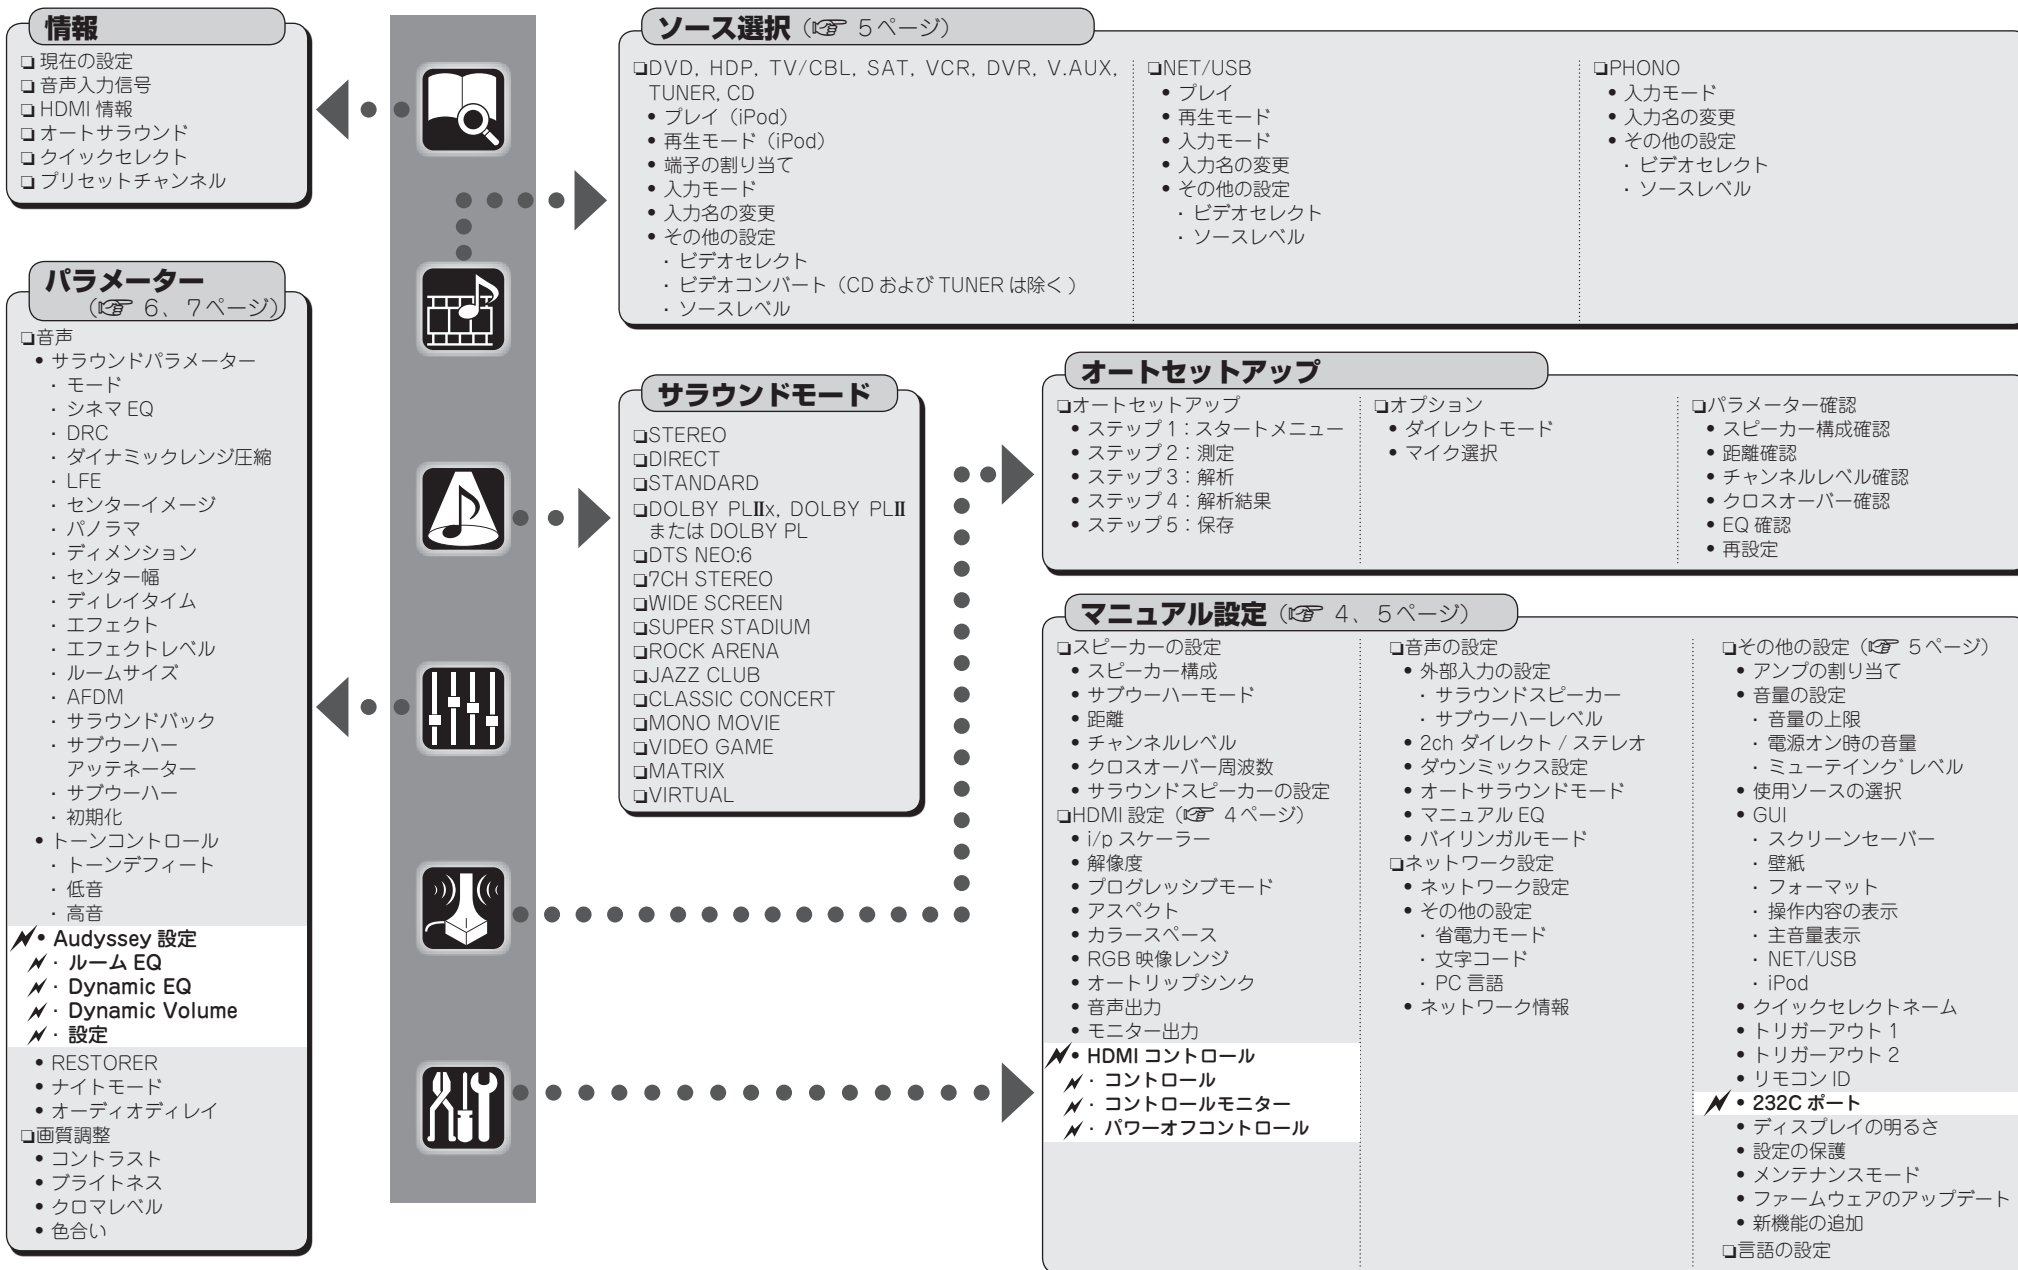 情報
❏ 現在の設定
❏ 音声入力信号
❏ HDMI 情報
❏ オートサラウンド
❏ クイックセレクト
❏ プリセットチャンネル
パラメーター
(☞ 6、7ページ)
❏音声
• サラウンドパラメーター
・ モード
・ シネマ EQ
・ DRC
・ ダイナミックレンジ圧縮
・ LFE
・ センターイメージ
・ パノラマ
・ ディメンション
・ センター幅
・ ディレイタイム
・ エフェクト
・ エフェクトレベル
・ ルームサイズ
・ AFDM
・ サラウンドバック
・ サブウーハー
アッテネーター
・ サブウーハー
・ 初期化
• トーンコントロール
・ トーンデフィート
・ 低音
・ 高音
• Audyssey 設定
・ ルーム EQ
・ Dynamic EQ
・ Dynamic Volume
・ 設定
• RESTORER
• ナイトモード
• オーディオディレイ
❏画質調整
• コントラスト
• ブライトネス
• クロマレベル
• 色合い
ソース選択 (☞ 5ページ)
❏DVD, HDP, TV/CBL, SAT, VCR, DVR, V.AUX,
TUNER, CD
• プレイ (iPod)
• 再生モード (iPod)
• 端子の割り当て
• 入力モード
• 入力名の変更
• その他の設定
・ ビデオセレクト
・ ビデオコンバート (CD および TUNER は除く )
・ ソースレベル
❏NET/USB
• プレイ
• 再生モード
• 入力モード
• 入力名の変更
• その他の設定
・ ビデオセレクト
・ ソースレベル
❏PHONO
• 入力モード
• 入力名の変更
• その他の設定
・ ビデオセレクト
・ ソースレベル
サラウンドモード
❏STEREO
❏DIRECT
❏STANDARD
❏DOLBY PLⅡx, DOLBY PLⅡ
または DOLBY PL
❏DTS NEO:6
❏7CH STEREO
❏WIDE SCREEN
❏SUPER STADIUM
❏ROCK ARENA
❏JAZZ CLUB
❏CLASSIC CONCERT
❏MONO MOVIE
❏VIDEO GAME
❏MATRIX
❏VIRTUAL
オートセットアップ
❏オートセットアップ
• ステップ 1：スタートメニュー
• ステップ 2：測定
• ステップ 3：解析
• ステップ 4：解析結果
• ステップ 5：保存
❏オプション
• ダイレクトモード
• マイク選択
❏パラメーター確認
• スピーカー構成確認
• 距離確認
• チャンネルレベル確認
• クロスオーバー確認
• EQ 確認
• 再設定
マニュアル設定 (☞ 4、5ページ)
❏スピーカーの設定
• スピーカー構成
• サブウーハーモード
• 距離
• チャンネルレベル
• クロスオーバー周波数
• サラウンドスピーカーの設定
❏HDMI 設定 (☞ 4ページ)
• i/p スケーラー
• 解像度
• プログレッシブモード
• アスペクト
• カラースペース
• RGB 映像レンジ
• オートリップシンク
• 音声出力
• モニター出力
• HDMI コントロール
・ コントロール
・ コントロールモニター
・ パワーオフコントロール
❏音声の設定
• 外部入力の設定
・ サラウンドスピーカー
・ サブウーハーレベル
• 2ch ダイレクト / ステレオ
• ダウンミックス設定
• オートサラウンドモード
• マニュアル EQ
• バイリンガルモード
❏ネットワーク設定
• ネットワーク設定
• その他の設定
・ 省電力モード
・ 文字コード
・ PC 言語
• ネットワーク情報
❏その他の設定 (☞ 5ページ)
• アンプの割り当て
• 音量の設定
・ 音量の上限
・ 電源オン時の音量
・ ミューテイング゙レベル
• 使用ソースの選択
• GUI
・ スクリーンセーバー
・ 壁紙
・ フォーマット
・ 操作内容の表示
・ 主音量表示
・ NET/USB
・ iPod
• クイックセレクトネーム
• トリガーアウト 1
• トリガーアウト 2
• リモコン ID
• 232C ポート
• ディスプレイの明るさ
• 設定の保護
• メンテナンスモード
• ファームウェアのアップデート
• 新機能の追加
❏言語の設定